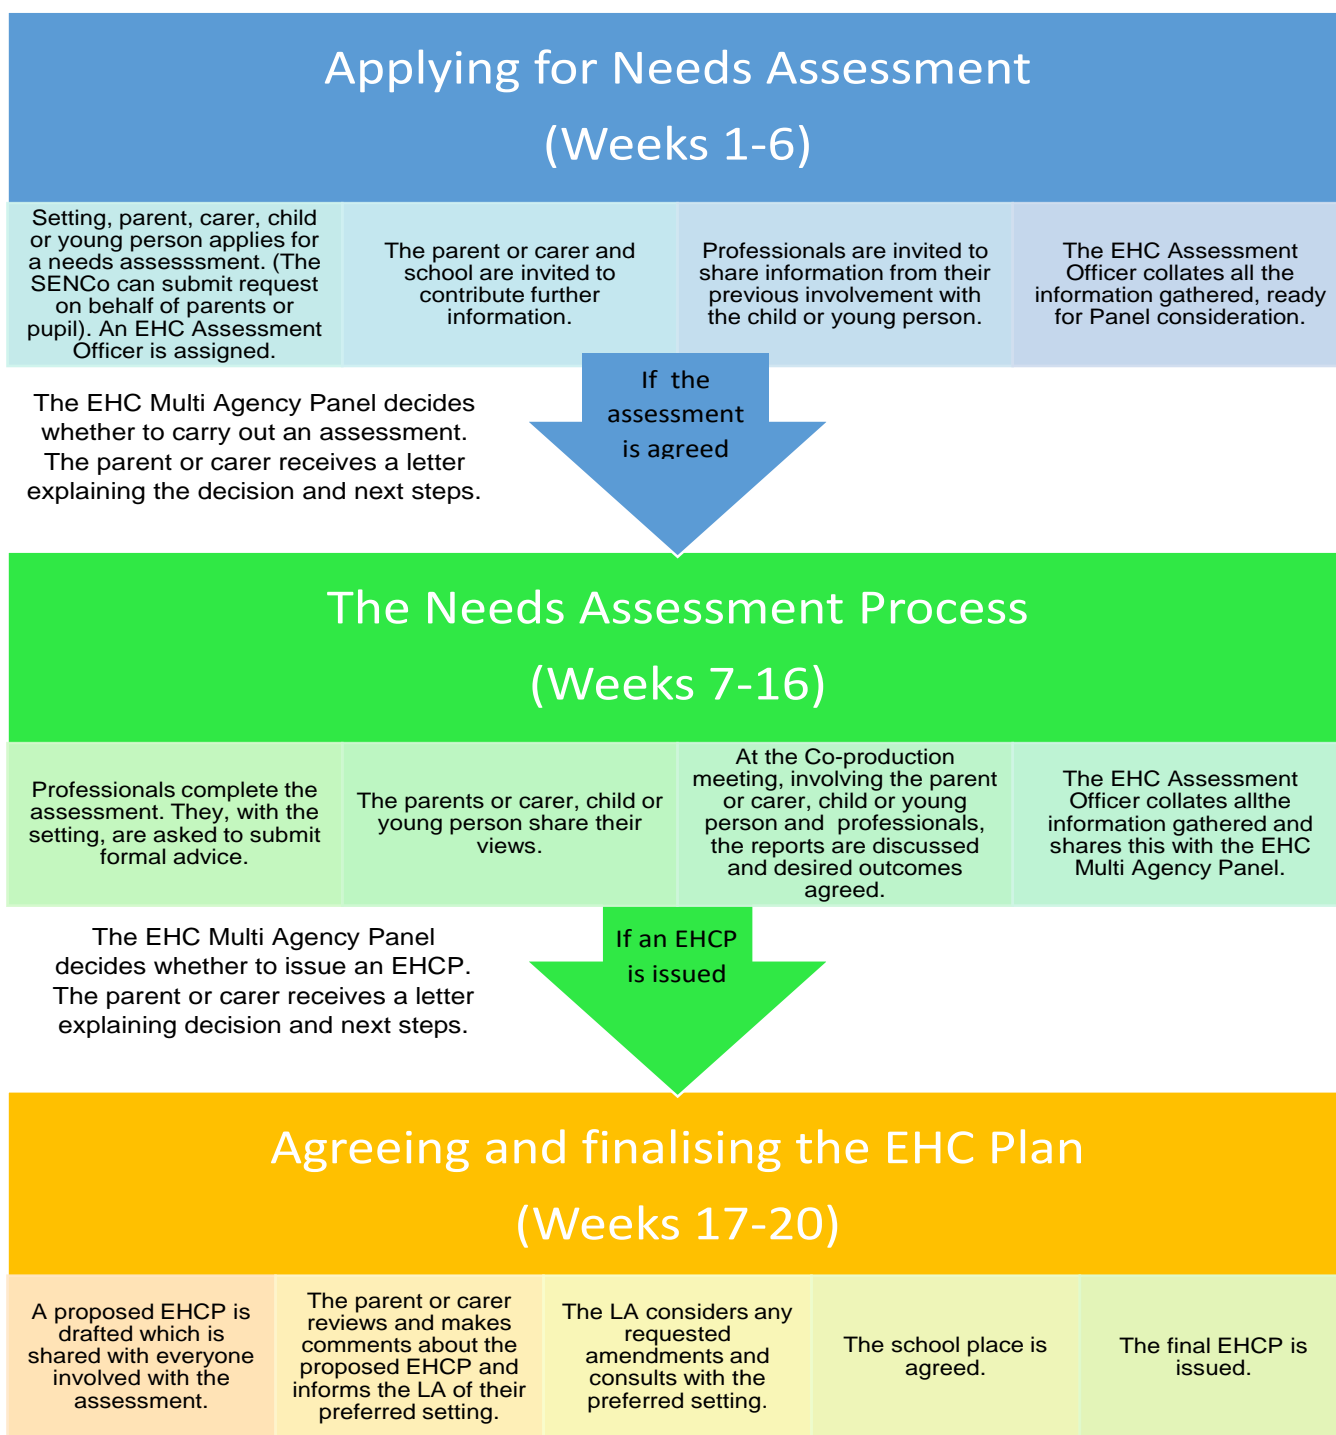 Applying for Needs Assessment
(Weeks 1-6)
Setting, parent, carer, child
or young person applies for
a needs assesssment. (The
SENCo can submit request
on behalf of parents or
pupil). An EHC Assessment
Officer is assigned.
The parent or carer and
school are invited to
contribute further
information.
Professionals are invited to
share information from their
previous involvement with
the child or young person.
The EHC Assessment
Officer collates all the
information gathered, ready
for Panel consideration.
The EHC Multi Agency Panel decides
whether to carry out an assessment.
The parent or carer receives a letter
explaining the decision and next steps.
If the
assessment
is agreed
The Needs Assessment Process
(Weeks 7-16)
Professionals complete the
assessment. They, with the
setting, are asked to submit
formal advice.
The parents or carer, child or
young person share their
views.
At the Co-production
meeting, involving the parent
or carer, child or young
person and professionals,
the reports are discussed
and desired outcomes
agreed.
The EHC Assessment
Officer collates allthe
information gathered and
shares this with the EHC
Multi Agency Panel.
The EHC Multi Agency Panel
decides whether to issue an EHCP.
The parent or carer receives a letter
explaining decision and next steps.
If an EHCP
is issued
Agreeing and finalising the EHC Plan
(Weeks 17-20)
A proposed EHCP is
drafted which is
shared with everyone
involved with the
assessment.
The parent or carer
reviews and makes
comments about the
proposed EHCP and
informs the LA of their
preferred setting.
The LA considers any
requested
amendments and
consults with the
preferred setting.
The school place is
agreed.
The final EHCP is
issued.